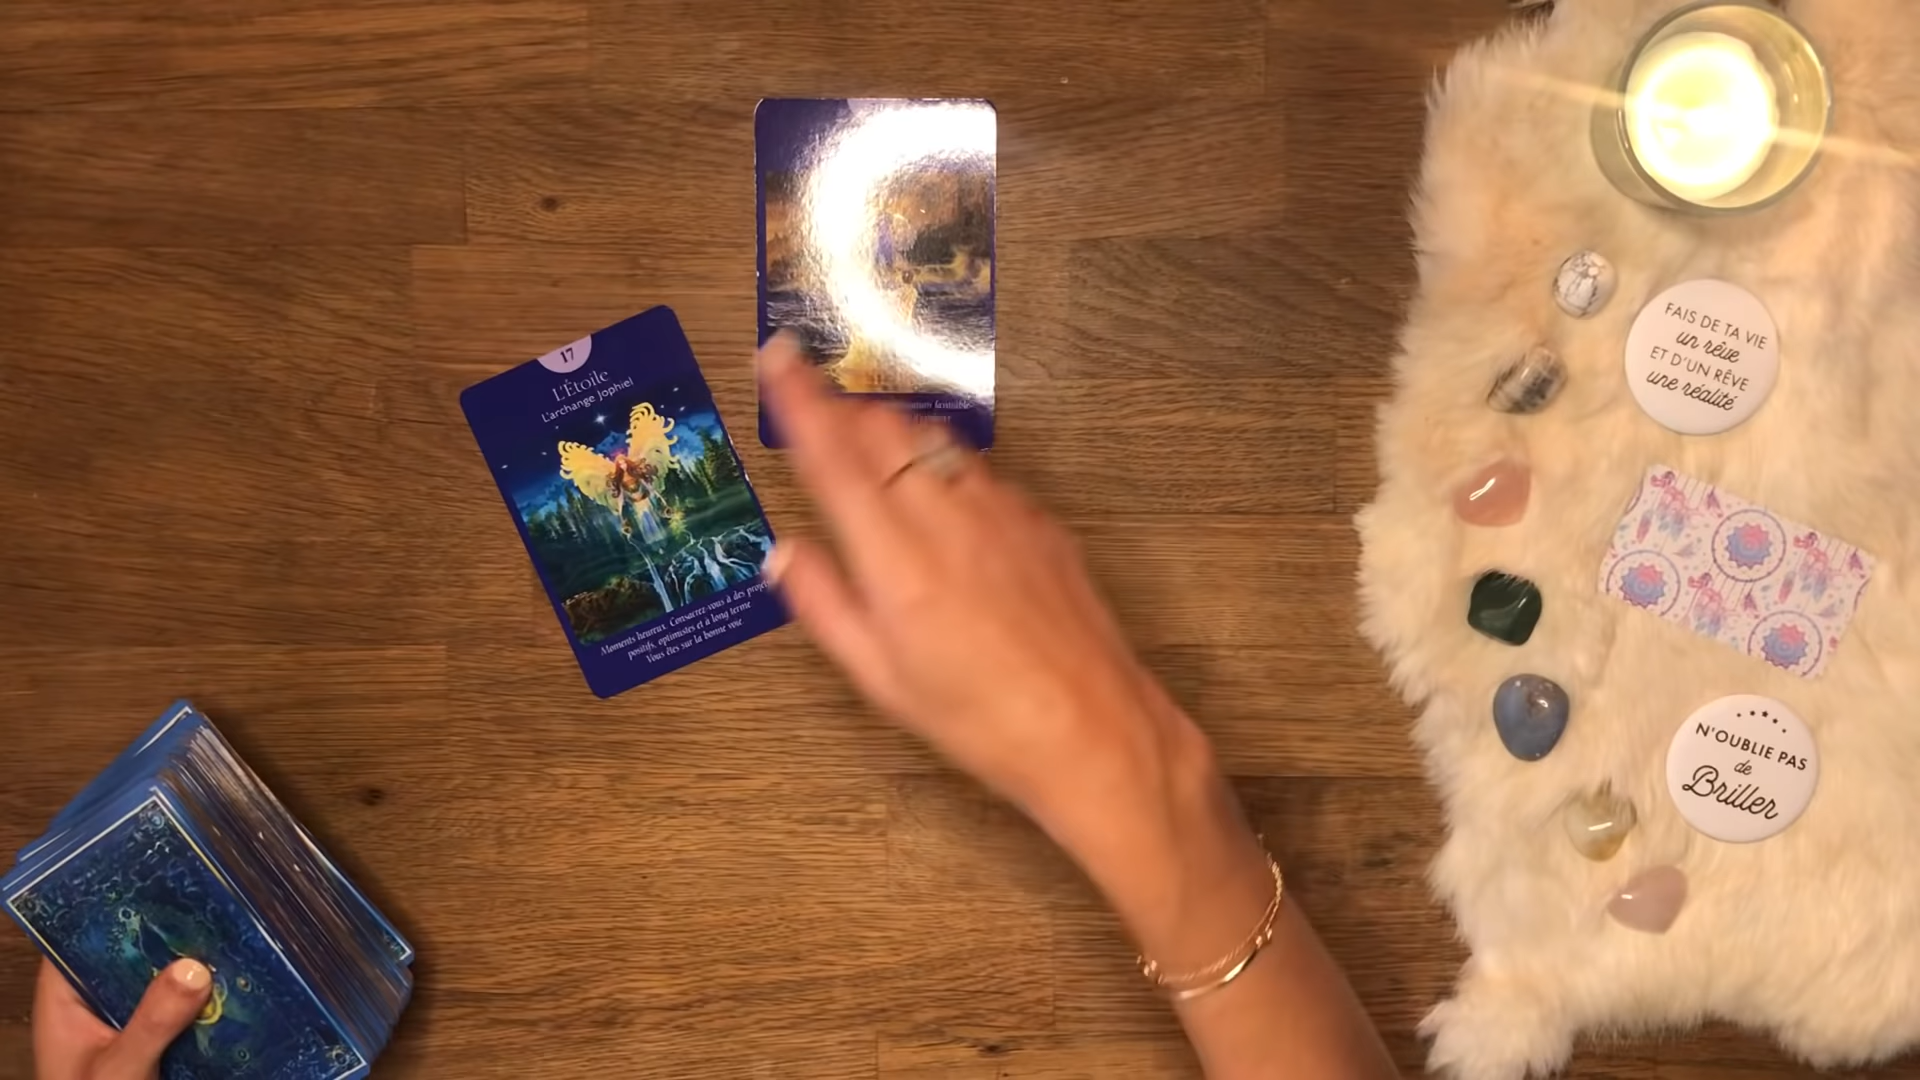 17
L'Étoile
L'archange Jophiel
Moments heureux. Consacrez-vous à des projets
positifs, optimistes et à long terme
Vous êtes sur la bonne voie
FAIS DE TA VIE
un rêve
ET D'UN RÊVE
une réalité
N'OUBLIE PAS
de
Briller